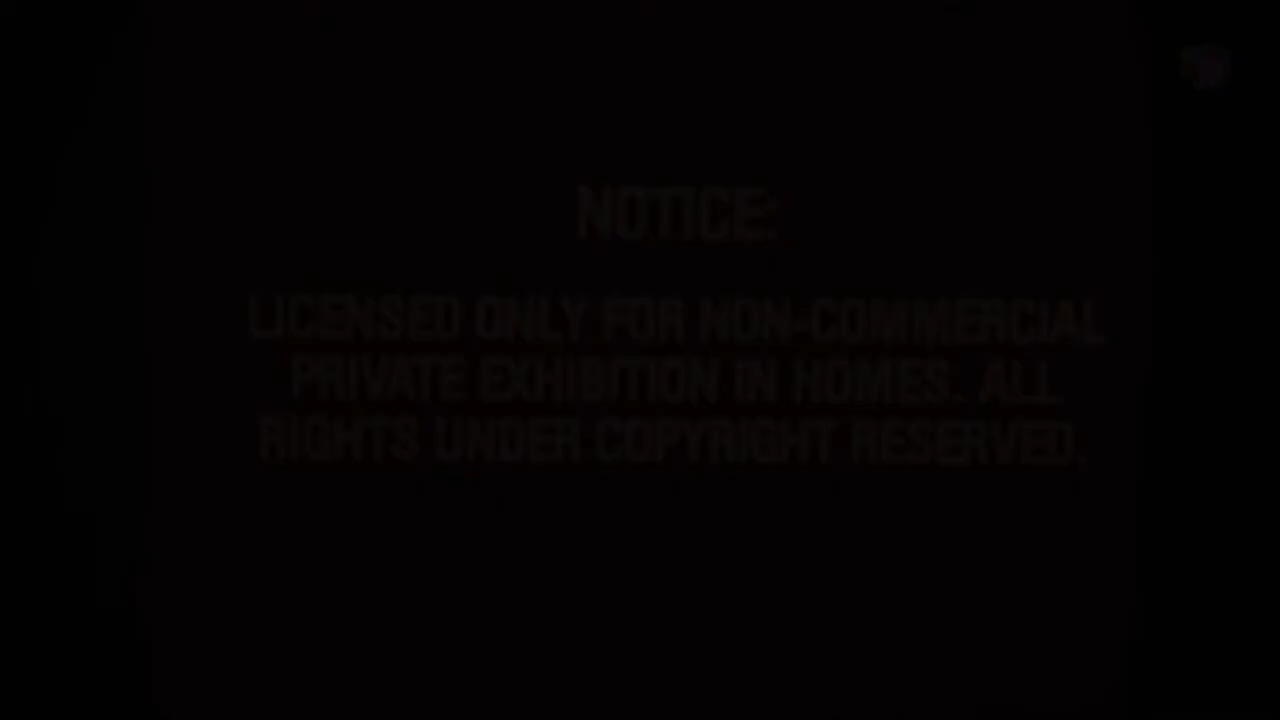 NOTICE:
LICENSED ONLY FOR NON-COMMERCIAL
PRIVATE EXHIBITION IN HOMES. ALL
RIGHTS UNDER COPYRIGHT RESERVED.